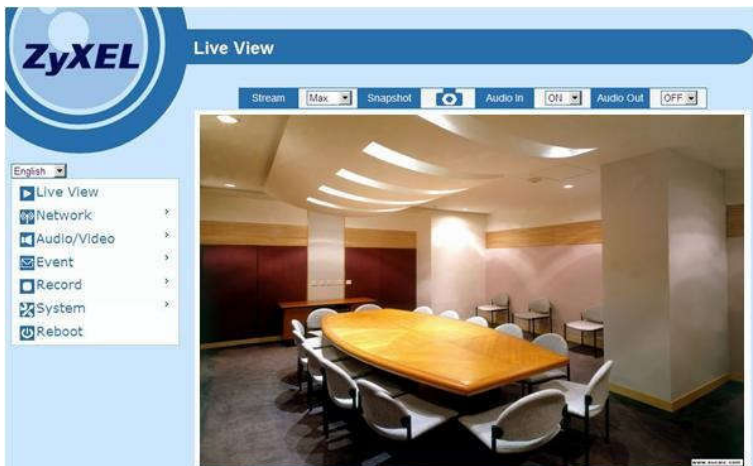 ZyXEL
Live View
Stream Max Snapshot Audio In ON Audio Out OFF
English
Live View
Network
Audio/Video
Event
Record
System
Reboot